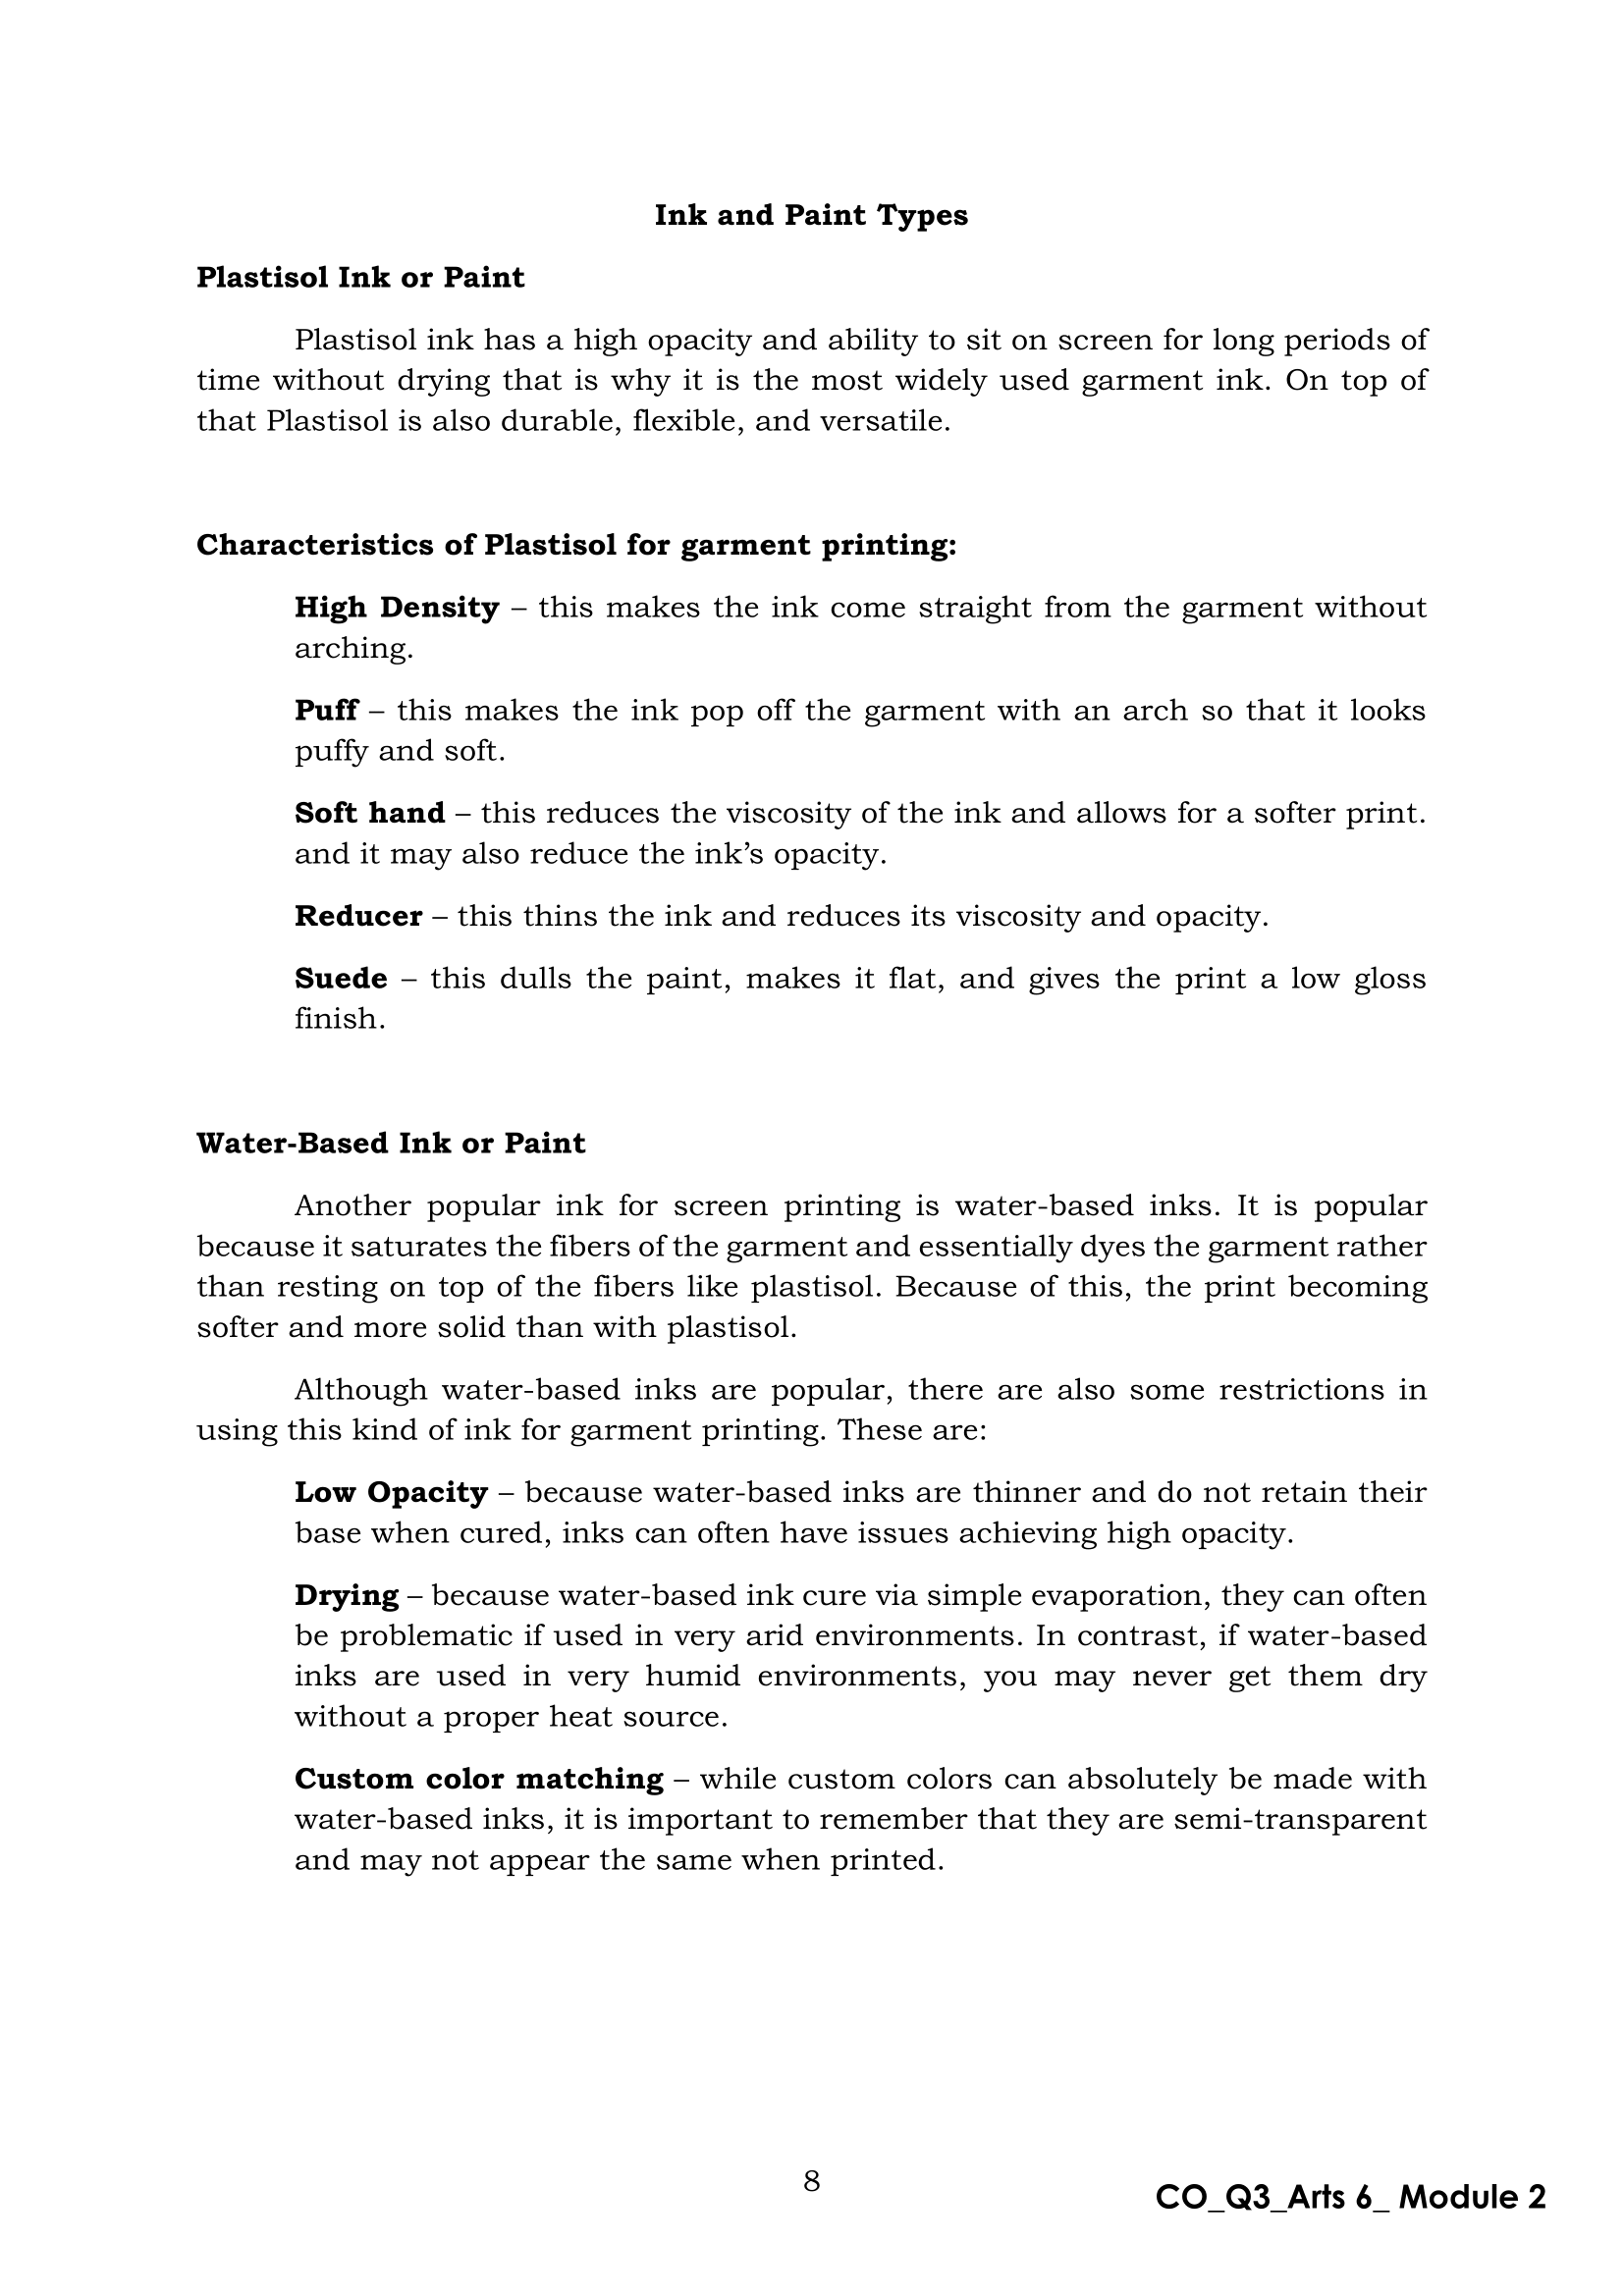 Ink and Paint Types
Plastisol Ink or Paint
Plastisol ink has a high opacity and ability to sit on screen for long periods of
time without drying that is why it is the most widely used garment ink. On top of
that Plastisol is also durable, flexible, and versatile.
Characteristics of Plastisol for garment printing:
High Density – this makes the ink come straight from the garment without
arching.
Puff – this makes the ink pop off the garment with an arch so that it looks
puffy and soft.
Soft hand – this reduces the viscosity of the ink and allows for a softer print.
and it may also reduce the ink’s opacity.
Reducer – this thins the ink and reduces its viscosity and opacity.
Suede – this dulls the paint, makes it flat, and gives the print a low gloss
finish.
Water-Based Ink or Paint
Another popular ink for screen printing is water-based inks. It is popular
because it saturates the fibers of the garment and essentially dyes the garment rather
than resting on top of the fibers like plastisol. Because of this, the print becoming
softer and more solid than with plastisol.
Although water-based inks are popular, there are also some restrictions in
using this kind of ink for garment printing. These are:
Low Opacity – because water-based inks are thinner and do not retain their
base when cured, inks can often have issues achieving high opacity.
Drying – because water-based ink cure via simple evaporation, they can often
be problematic if used in very arid environments. In contrast, if water-based
inks are used in very humid environments, you may never get them dry
without a proper heat source.
Custom color matching – while custom colors can absolutely be made with
water-based inks, it is important to remember that they are semi-transparent
and may not appear the same when printed.
8
CO_Q3_Arts 6_ Module 2